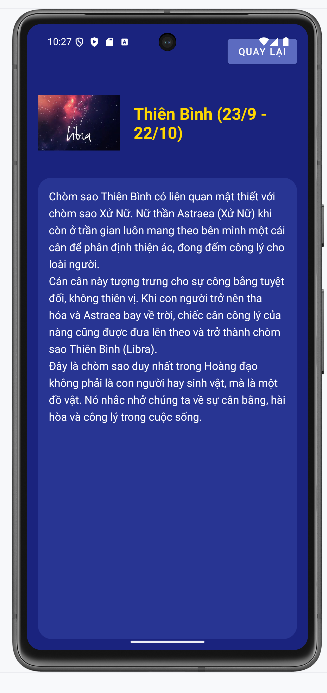 10:27
QUAY LẠI
libra
Thiên Bình (23/9 -
22/10)
Chòm sao Thiên Bình có liên quan mật thiết với
chòm sao Xử Nữ. Nữ thần Astraea (Xử Nữ) khi
còn ở trần gian luôn mang theo bên mình một cái
cân để phân định thiện ác, đong đếm công lý cho
loài người.
Cán cân này tượng trưng cho sự công bằng tuyệt
đối, không thiên vị. Khi con người trở nên tha
hóa và Astraea bay về trời, chiếc cân công lý của
nàng cũng được đưa lên theo và trở thành chòm
sao Thiên Bình (Libra).
Đây là chòm sao duy nhất trong Hoàng đạo
không phải là con người hay sinh vật, mà là một
đồ vật. Nó nhắc nhở chúng ta về sự cân bằng, hài
hòa và công lý trong cuộc sống.